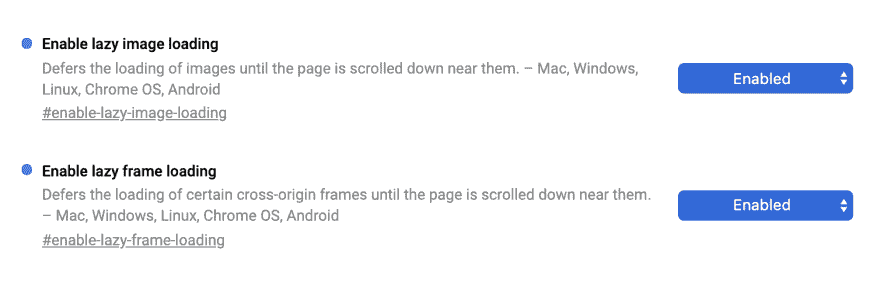 Enable lazy image loading
Defers the loading of images until the page is scrolled down near them. – Mac, Windows,
Linux, Chrome OS, Android
#enable-lazy-image-loading
Enabled
Enable lazy frame loading
Defers the loading of certain cross-origin frames until the page is scrolled down near them.
– Mac, Windows, Linux, Chrome OS, Android
#enable-lazy-frame-loading
Enabled